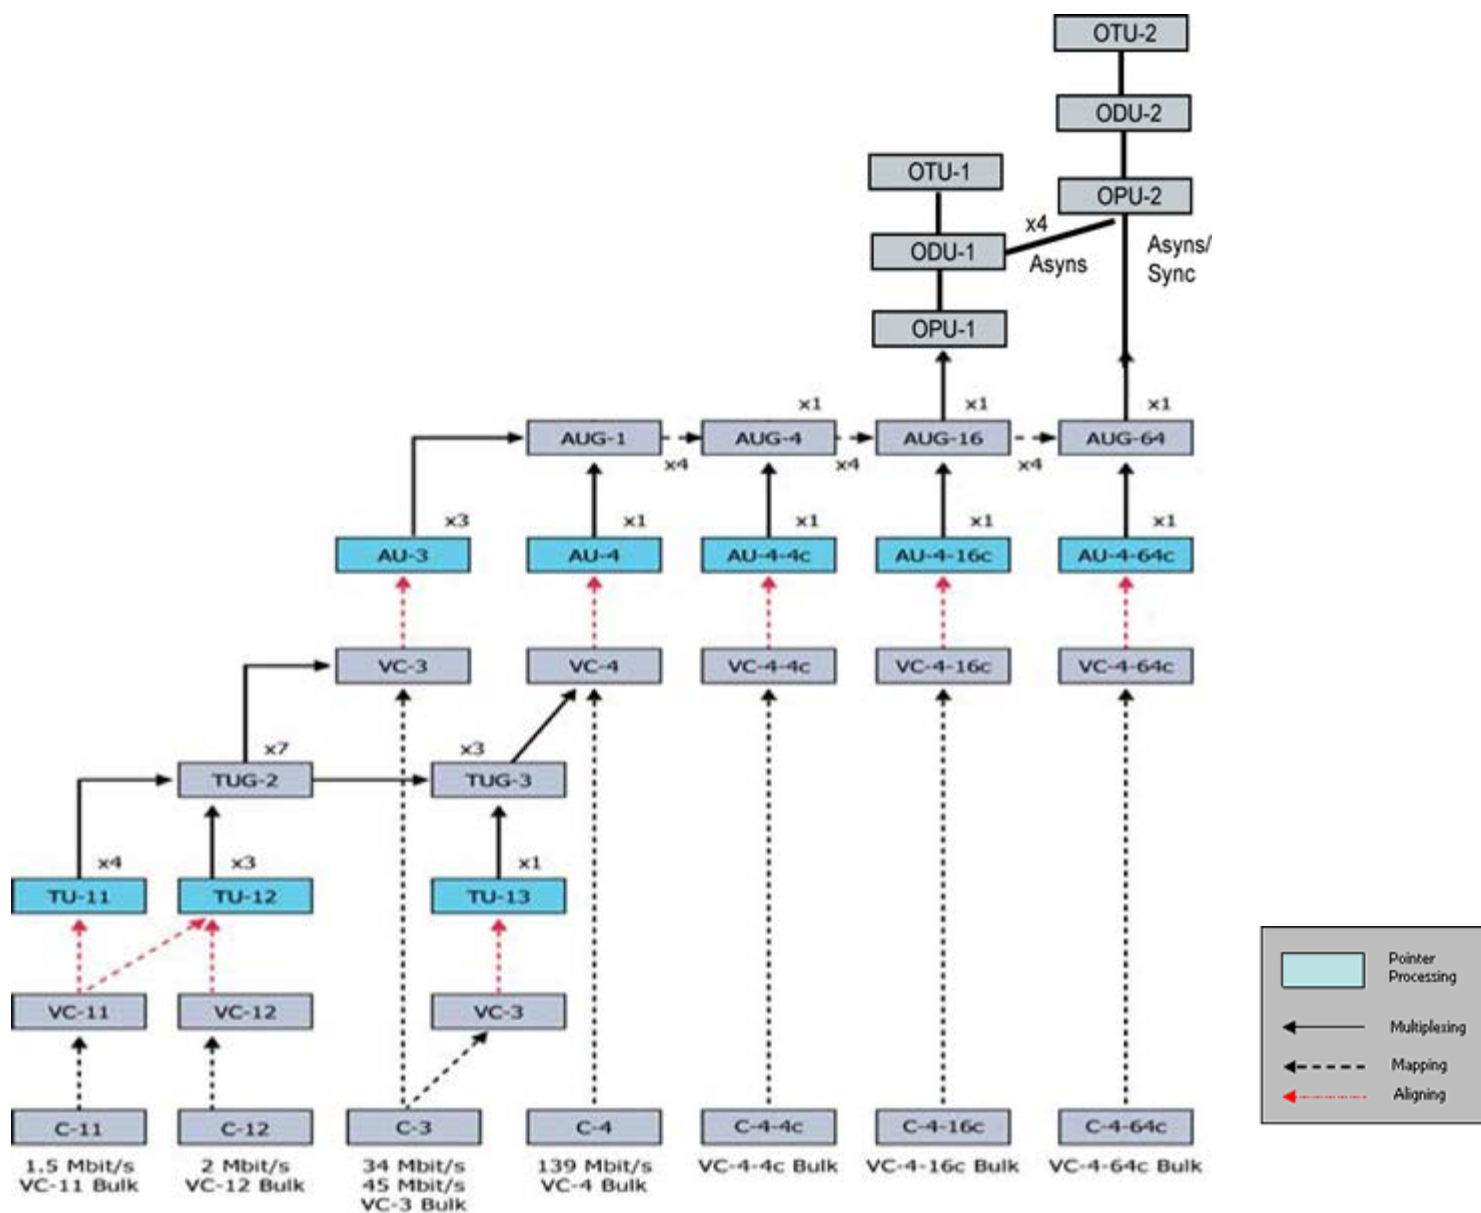 OTU-2
ODU-2
OTU-1
OPU-2
x4
ODU-1
Asyns
Asyns/
Sync
OPU-1
x1
x1
x1
AUG-1
AUG-4
AUG-16
AUG-64
x4
x4
x4
x3
x1
x1
x1
x1
AU-3
AU-4
AU-4-4c
AU-4-16c
AU-4-64c
VC-3
VC-4
VC-4-4c
VC-4-16c
VC-4-64c
x7
x3
TUG-2
TUG-3
x4
x3
x1
TU-11
TU-12
TU-13
VC-11
VC-12
VC-3
C-11
C-12
C-3
C-4
C-4-4c
C-4-16c
C-4-64c
1.5 Mbit/s
VC-11 Bulk
2 Mbit/s
VC-12 Bulk
34 Mbit/s
45 Mbit/s
VC-3 Bulk
139 Mbit/s
VC-4 Bulk
VC-4-4c Bulk
VC-4-16c Bulk
VC-4-64c Bulk
Pointer
Processing
Multiplexing
Mapping
Aligning